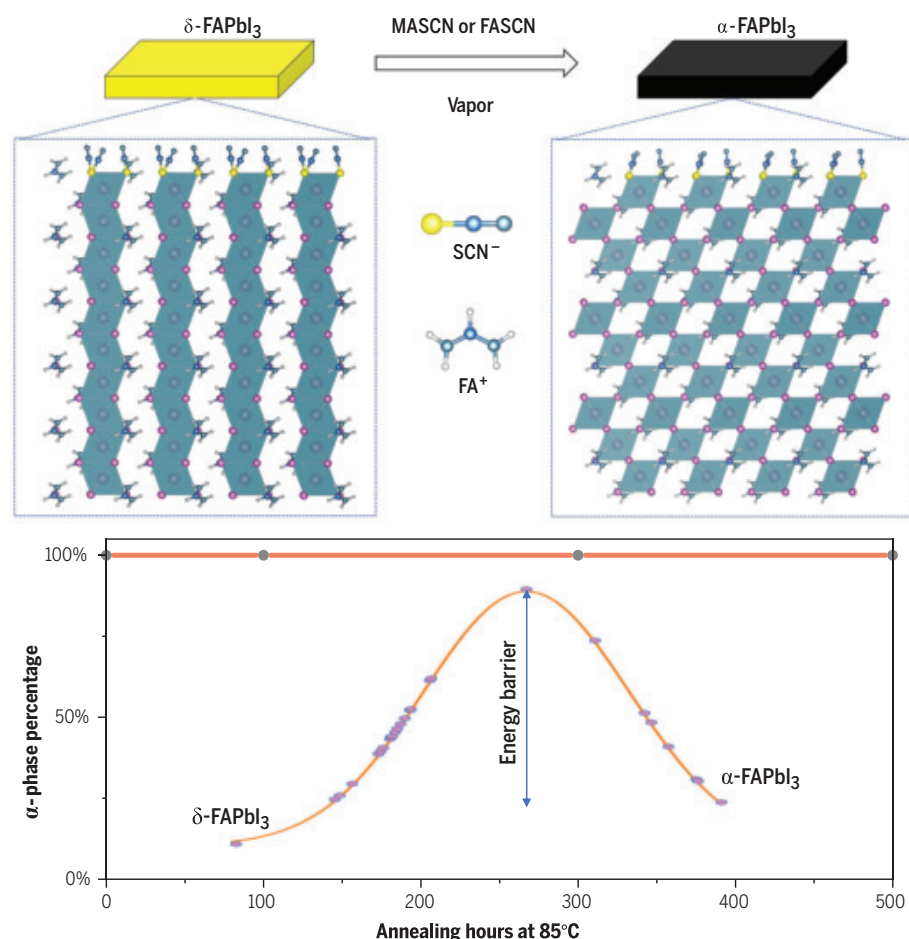 δ-FAPbI₃
MASCN or FASCN
α-FAPbI₃
Vapor
SCN⁻
FA⁺
100%
50%
0%
α-phase percentage
Energy barrier
δ-FAPbI₃
α-FAPbI₃
0
100
200
300
400
500
Annealing hours at 85°C